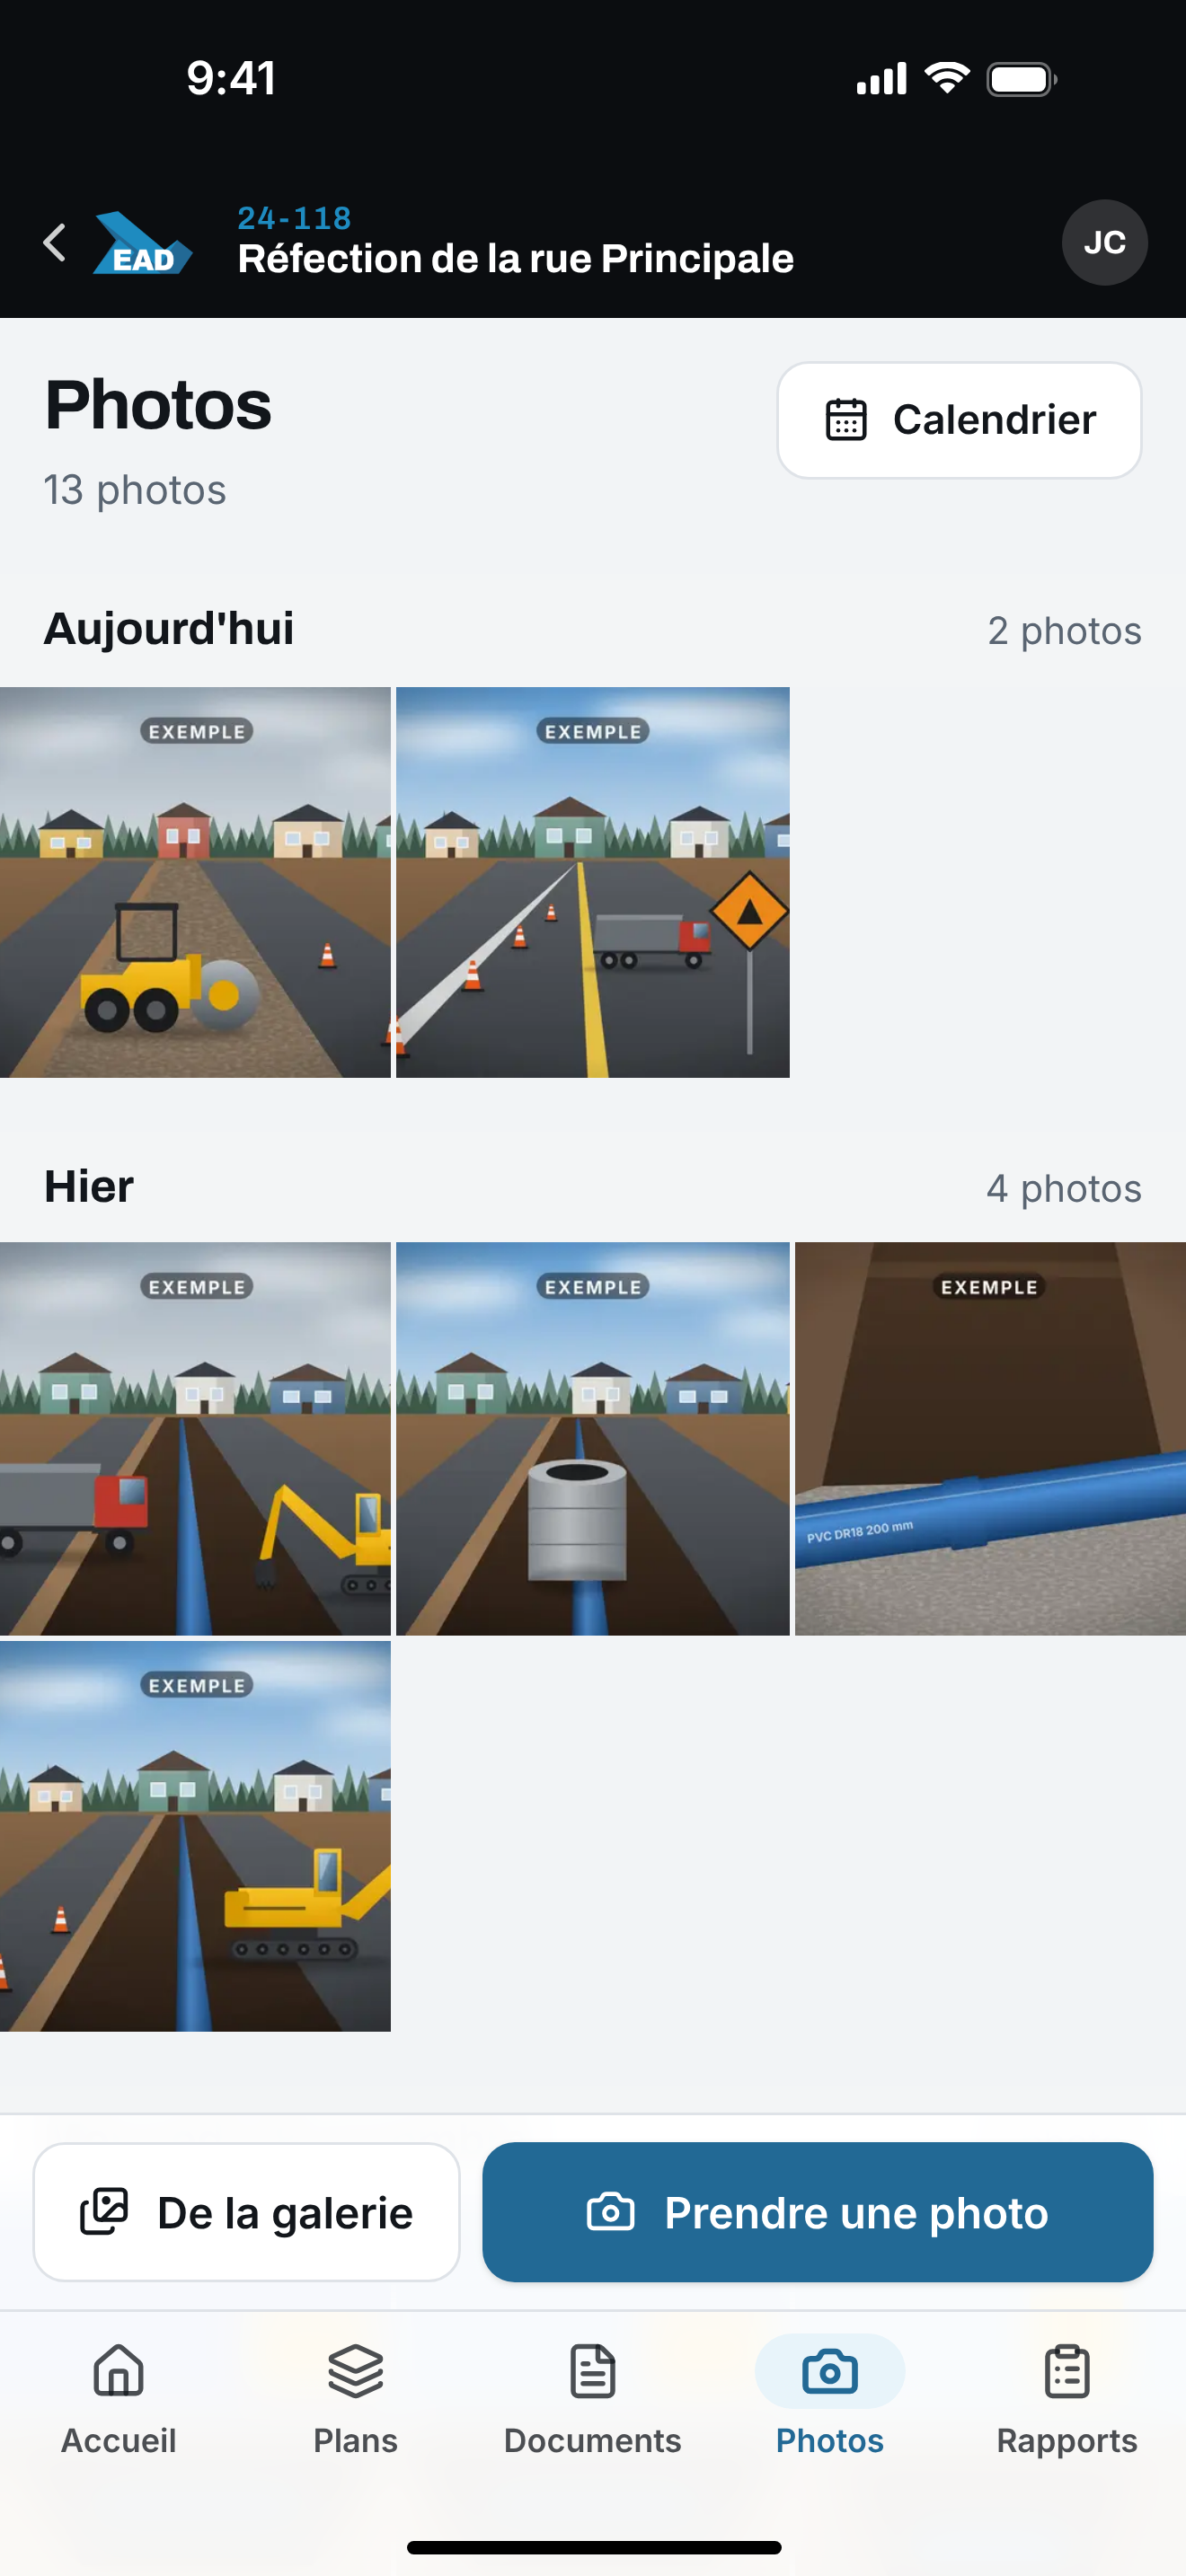 9:41
EAD
24-118
Réfection de la rue Principale
JC
Photos
Calendrier
13 photos
Aujourd'hui
2 photos
EXEMPLE
EXEMPLE
Hier
4 photos
EXEMPLE
EXEMPLE
EXEMPLE
PVC DR18 200 mm
EXEMPLE
De la galerie
Prendre une photo
Accueil
Plans
Documents
Photos
Rapports